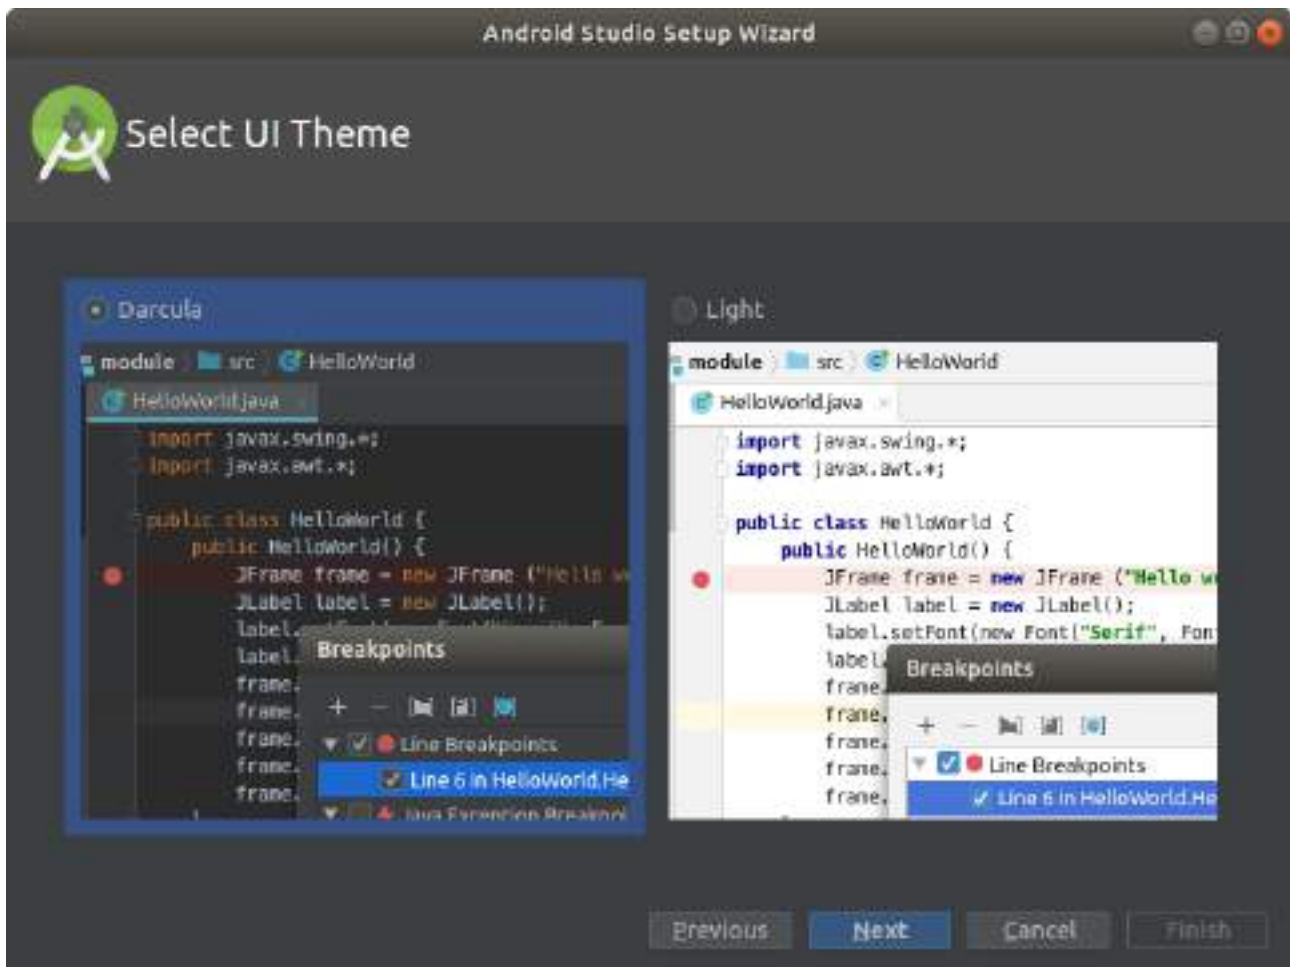 Android Studio Setup Wizard
Select UI Theme
Darcula
module src HelloWorld
HelloWorld.java
import javax.swing.*;
import javax.awt.*;
public class HelloWorld {
public HelloWorld() {
JFrame frame = new JFrame ("Hello w
JLabel label = new JLabel();
label.
label.
frame.
frame.
frame.
frame.
frame.
Breakpoints
Line Breakpoints
Line 6 in HelloWorld.He
Java Exception Breakpoi
Light
module src HelloWorld
HelloWorld.java
import javax.swing.*;
import javax.awt.*;
public class HelloWorld {
public HelloWorld() {
JFrame frame = new JFrame ("Hello w
JLabel label = new JLabel();
label.setFont(new Font("Serif", Fon
label.
frame.
frame.
frame.
frame.
frame.
Breakpoints
Line Breakpoints
Line 6 in HelloWorld.He
Previous Next Cancel Finish